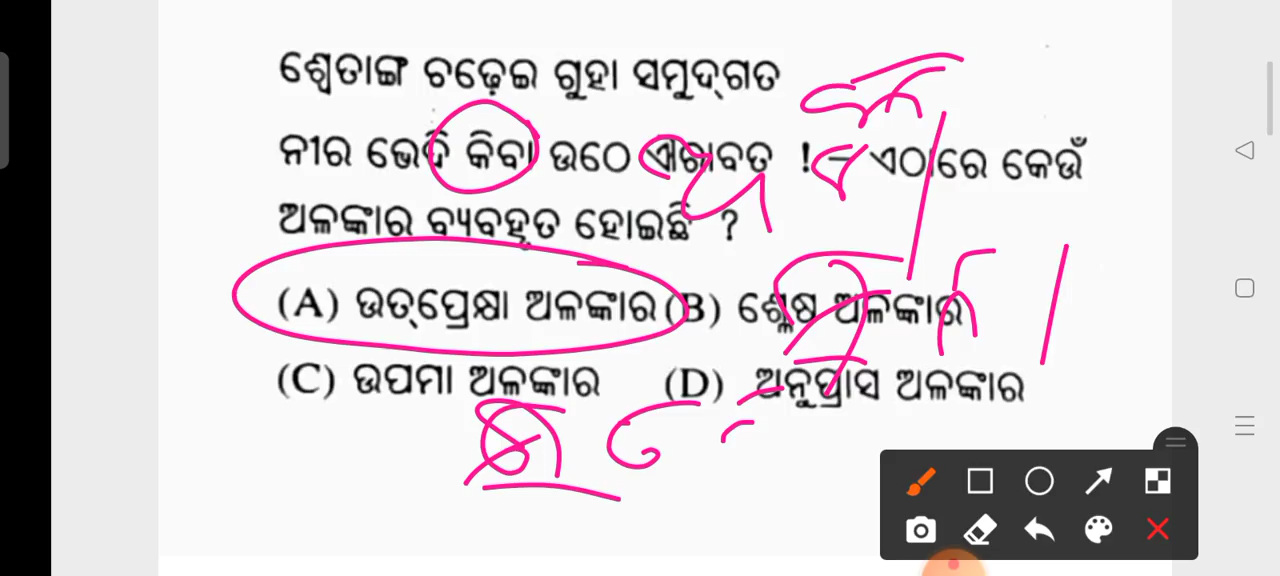 ଶ୍ୱେତାଙ୍ଗ ଚଢ଼େଇ ଗୁହା ସମୁଦ୍‌ଗତ
ନୀର ଭେଦି କିବା ଉଠେ ଐରାବତ ! – ଏଠାରେ କେଉଁ
ଅଳଙ୍କାର ବ୍ୟବହୃତ ହୋଇଛି ?
(A) ଉତ୍‌ପ୍ରେକ୍ଷା ଅଳଙ୍କାର (B) ଶ୍ଳେଷ ଅଳଙ୍କାର
(C) ଉପମା ଅଳଙ୍କାର (D) ଅନୁପ୍ରାସ ଅଳଙ୍କାର